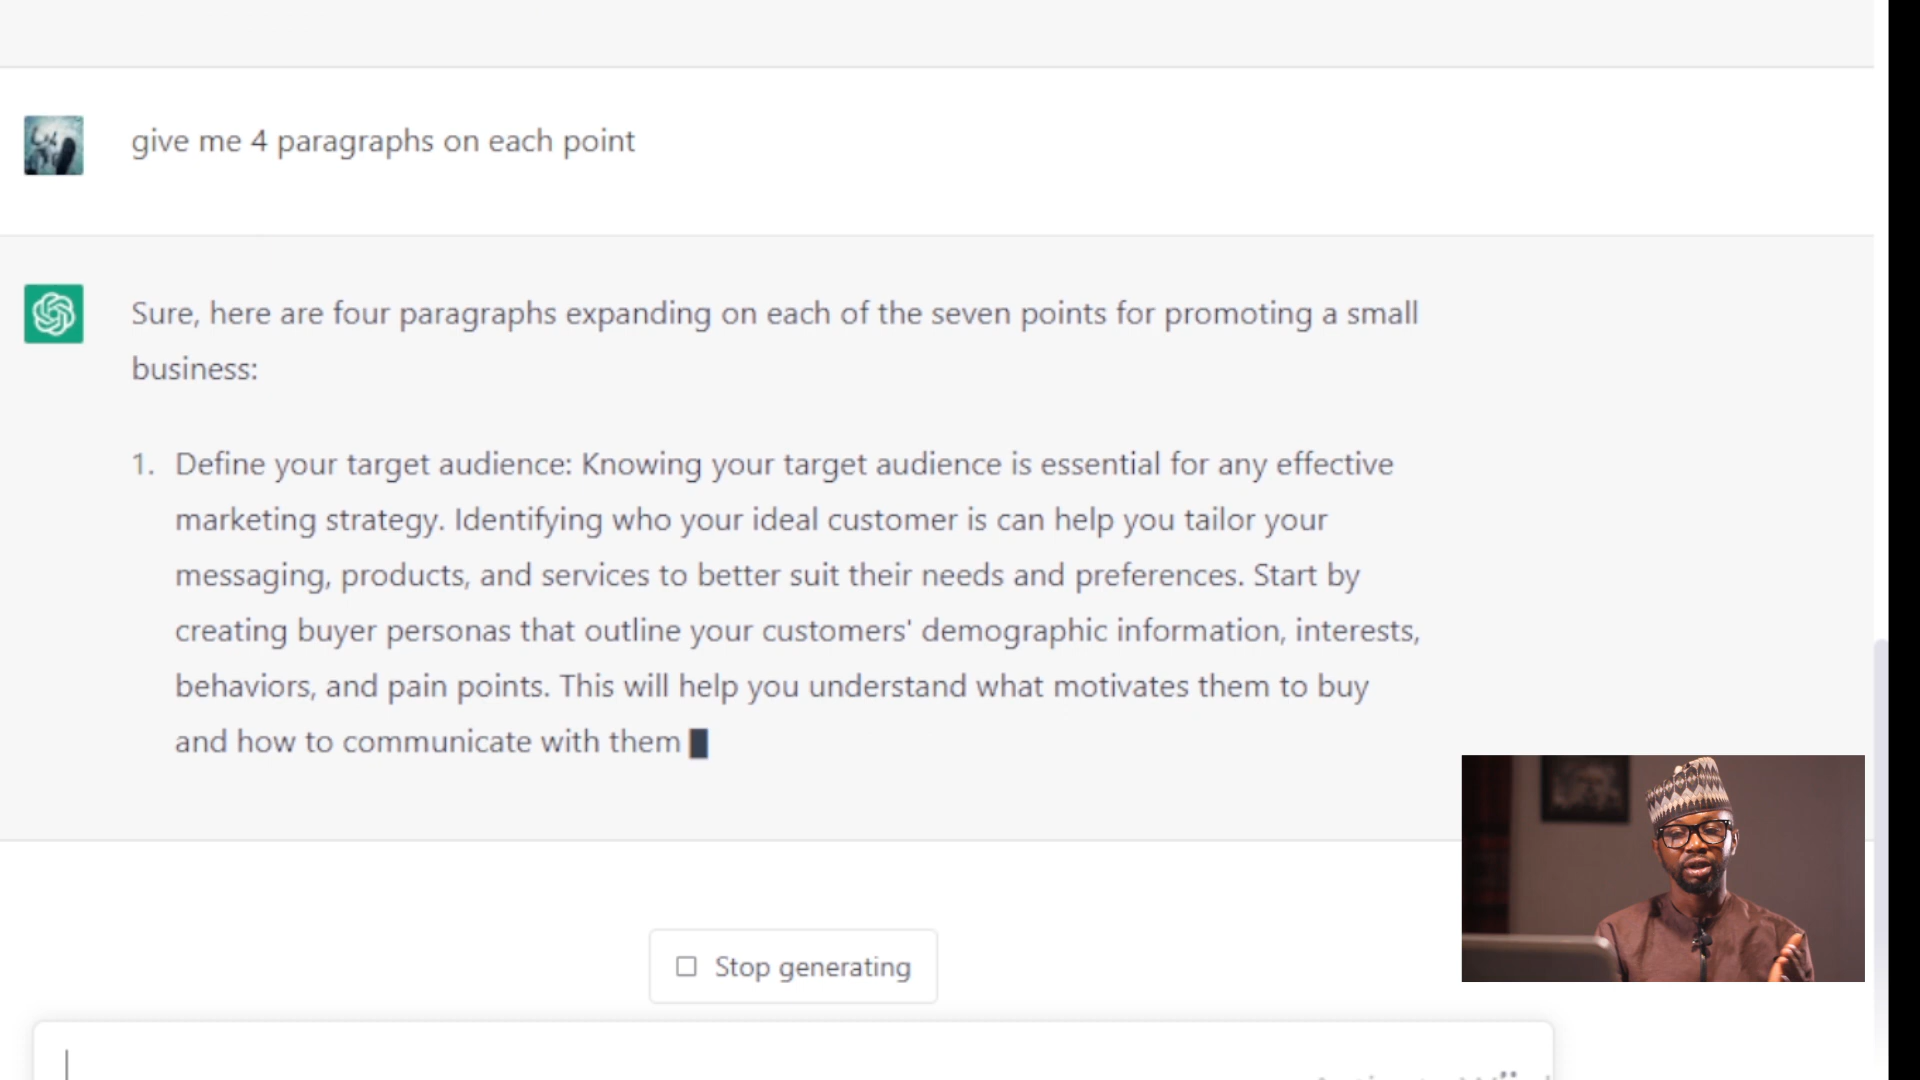 give me 4 paragraphs on each point
Sure, here are four paragraphs expanding on each of the seven points for promoting a small
business:
1. Define your target audience: Knowing your target audience is essential for any effective
marketing strategy. Identifying who your ideal customer is can help you tailor your
messaging, products, and services to better suit their needs and preferences. Start by
creating buyer personas that outline your customers' demographic information, interests,
behaviors, and pain points. This will help you understand what motivates them to buy
and how to communicate with them
Stop generating